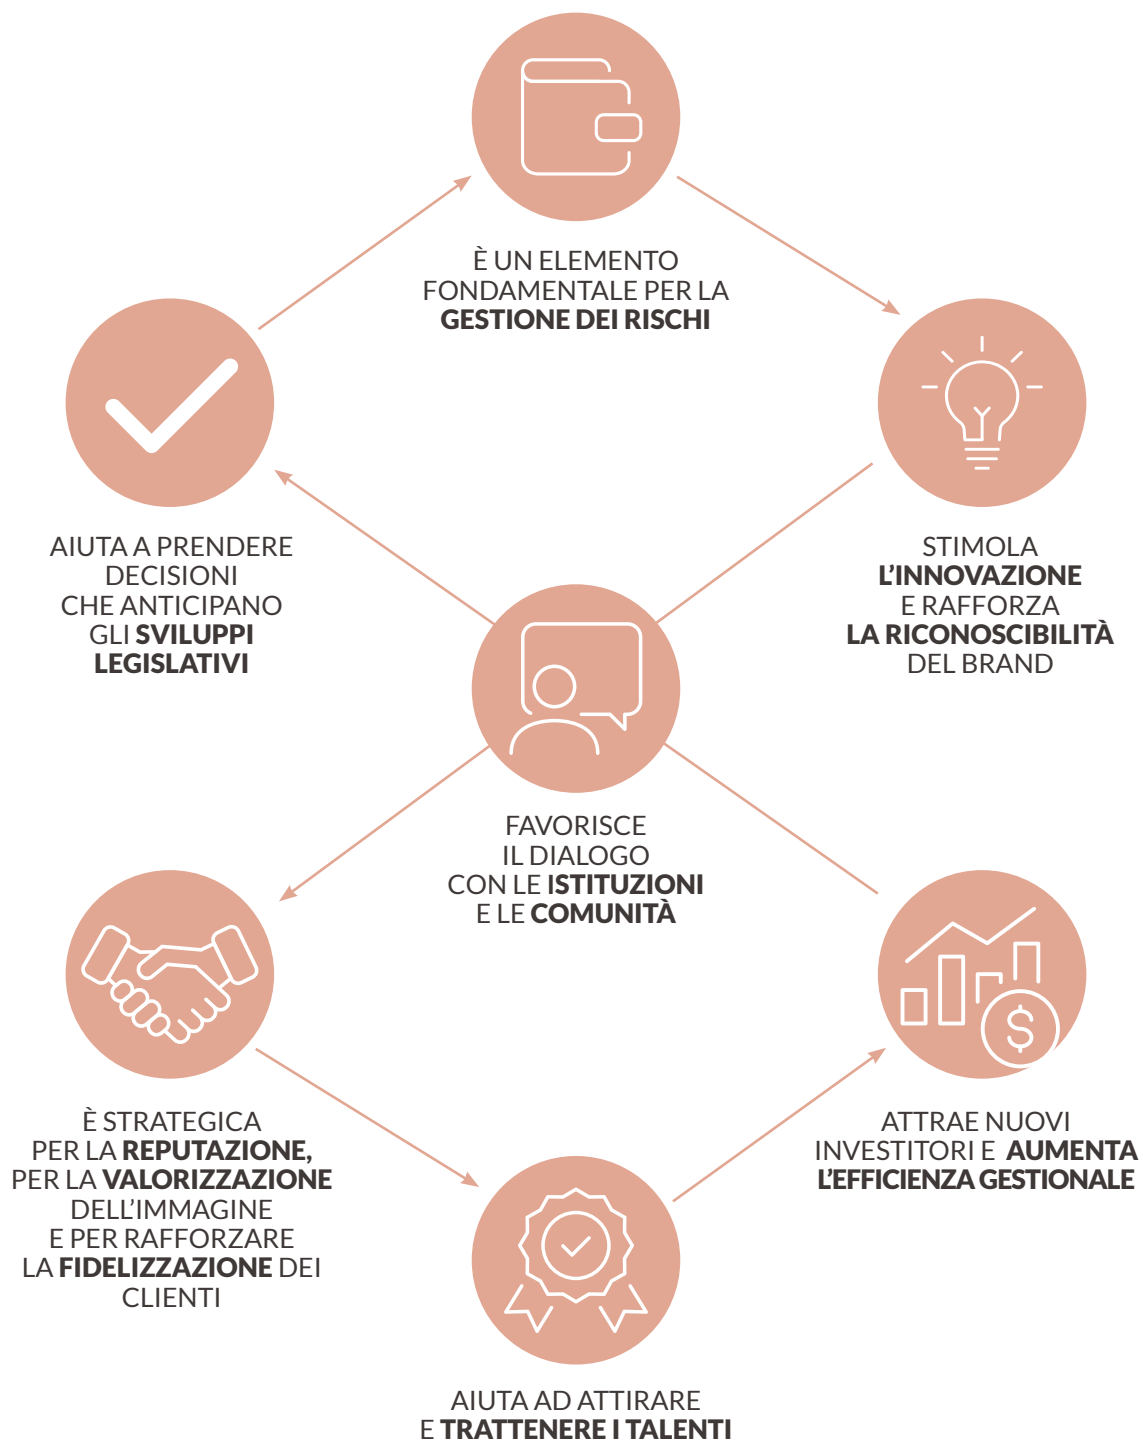 È UN ELEMENTO
FONDAMENTALE PER LA
GESTIONE DEI RISCHI
AIUTA A PRENDERE
DECISIONI
CHE ANTICIPANO
GLI SVILUPPI
LEGISLATIVI
STIMOLA
L’INNOVAZIONE
E RAFFORZA
LA RICONOSCIBILITÀ
DEL BRAND
FAVORISCE
IL DIALOGO
CON LE ISTITUZIONI
E LE COMUNITÀ
È STRATEGICA
PER LA REPUTAZIONE,
PER LA VALORIZZAZIONE
DELL’IMMAGINE
E PER RAFFORZARE
LA FIDELIZZAZIONE DEI
CLIENTI
ATTRAE NUOVI
INVESTITORI E AUMENTA
L’EFFICIENZA GESTIONALE
$
AIUTA AD ATTIRARE
E TRATTENERE I TALENTI